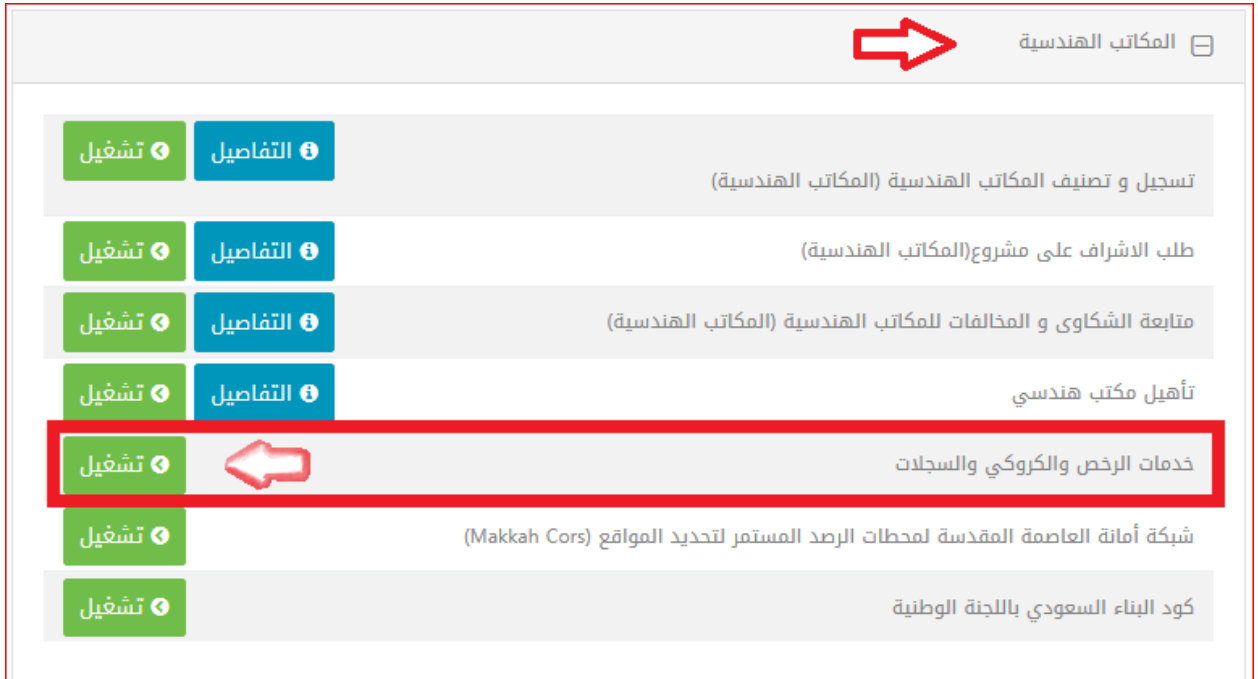 المكاتب الهندسية
تسجيل و تصنيف المكاتب الهندسية (المكاتب الهندسية) التفاصيل تشغيل
طلب الاشراف على مشروع(المكاتب الهندسية) التفاصيل تشغيل
متابعة الشكاوى و المخالفات للمكاتب الهندسية (المكاتب الهندسية) التفاصيل تشغيل
تأهيل مكتب هندسي التفاصيل تشغيل
خدمات الرخص والكروكي والسجلات تشغيل
شبكة أمانة العاصمة المقدسة لمحطات الرصد المستمر لتحديد المواقع (Makkah Cors) تشغيل
كود البناء السعودي باللجنة الوطنية تشغيل